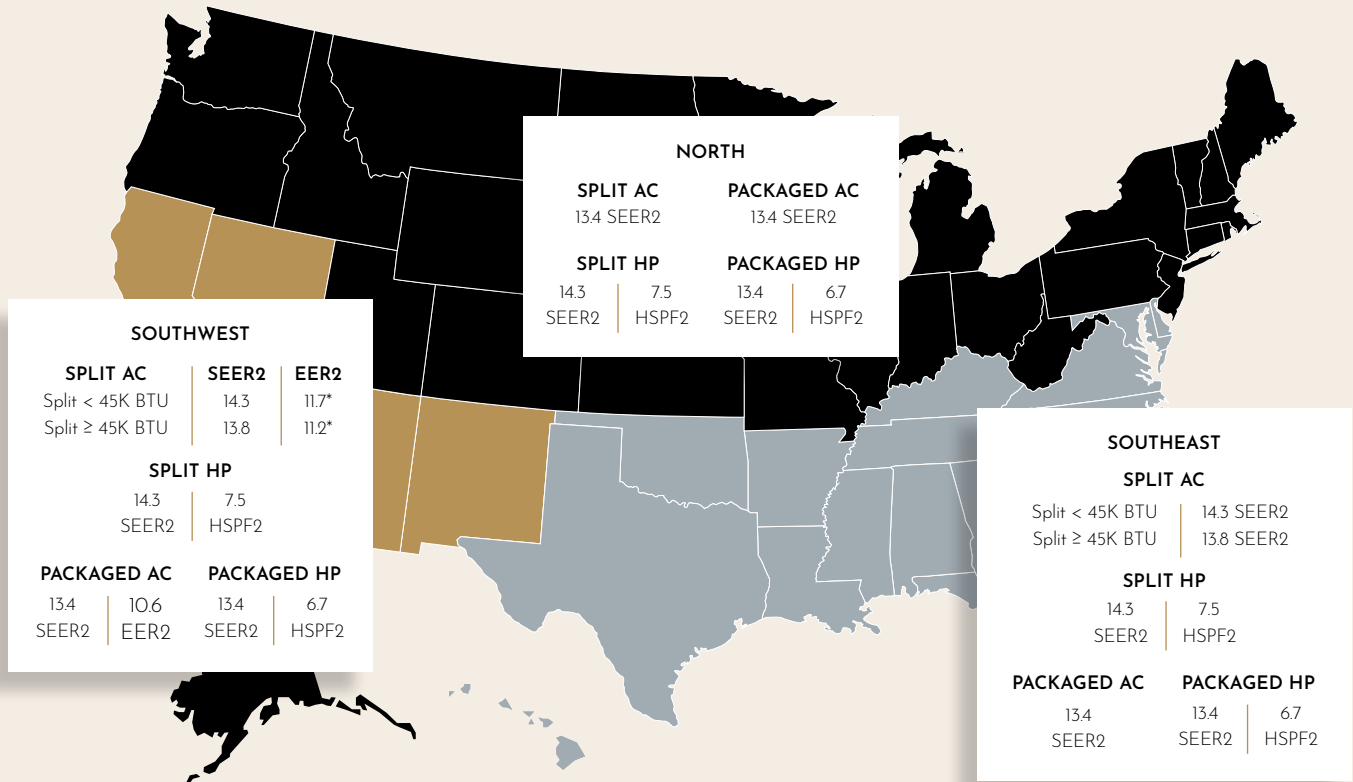 NORTH
SPLIT AC PACKAGED AC
13.4 SEER2 13.4 SEER2
SPLIT HP PACKAGED HP
14.3 7.5 13.4 6.7
SEER2 HSPF2 SEER2 HSPF2
SOUTHWEST
SPLIT AC SEER2 EER2
Split < 45K BTU 14.3 11.7*
Split ≥ 45K BTU 13.8 11.2*
SPLIT HP
14.3 7.5
SEER2 HSPF2
PACKAGED AC PACKAGED HP
13.4 10.6 13.4 6.7
SEER2 EER2 SEER2 HSPF2
SOUTHEAST
SPLIT AC
Split < 45K BTU 14.3 SEER2
Split ≥ 45K BTU 13.8 SEER2
SPLIT HP
14.3 7.5
SEER2 HSPF2
PACKAGED AC PACKAGED HP
13.4 13.4 6.7
SEER2 SEER2 HSPF2